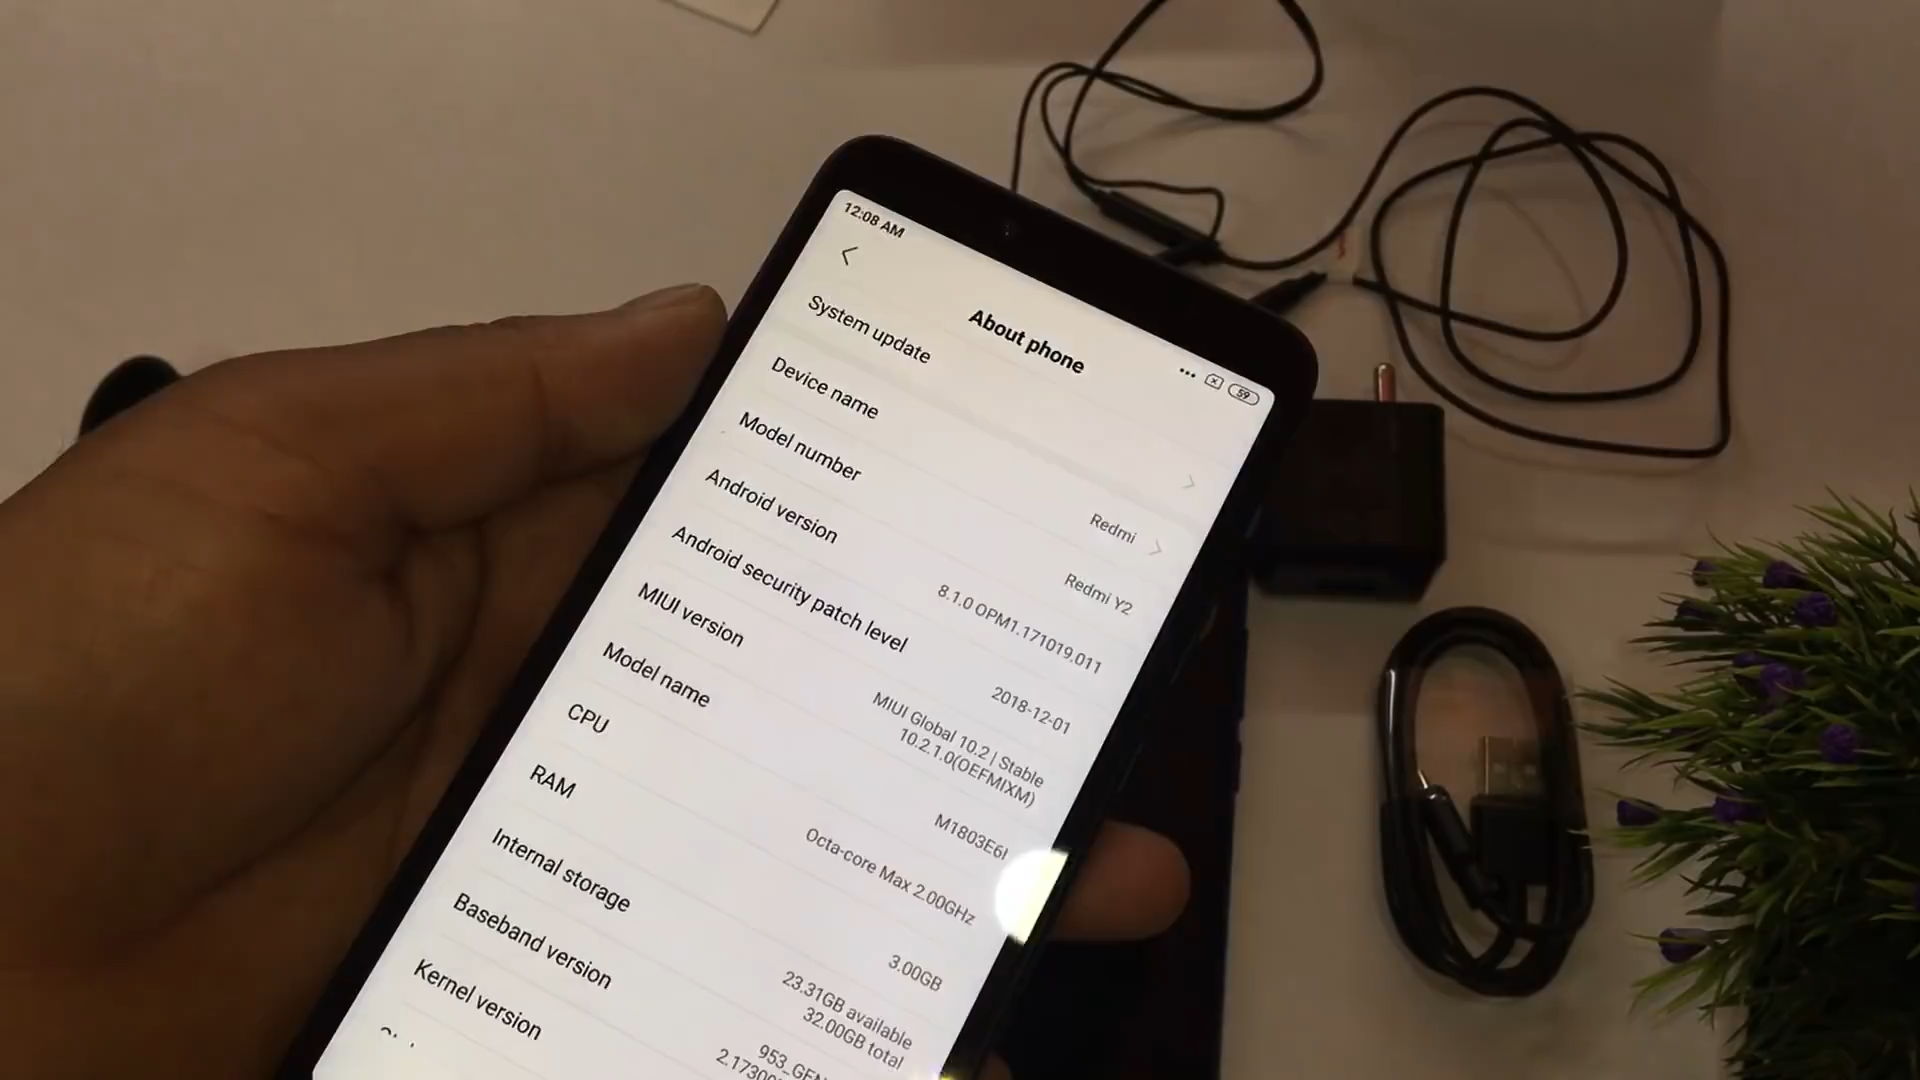 12:08 AM
59
About phone
System update
Device name
Redmi
Model number
Redmi Y2
Android version
8.1.0 OPM1.171019.011
Android security patch level
2018-12-01
MIUI version
MIUI Global 10.2 | Stable
10.2.1.0(OEFMIXM)
Model name
M1803E6I
CPU
Octa-core Max 2.00GHz
RAM
3.00GB
Internal storage
23.31GB available
32.00GB total
Baseband version
953_GEN
Kernel version